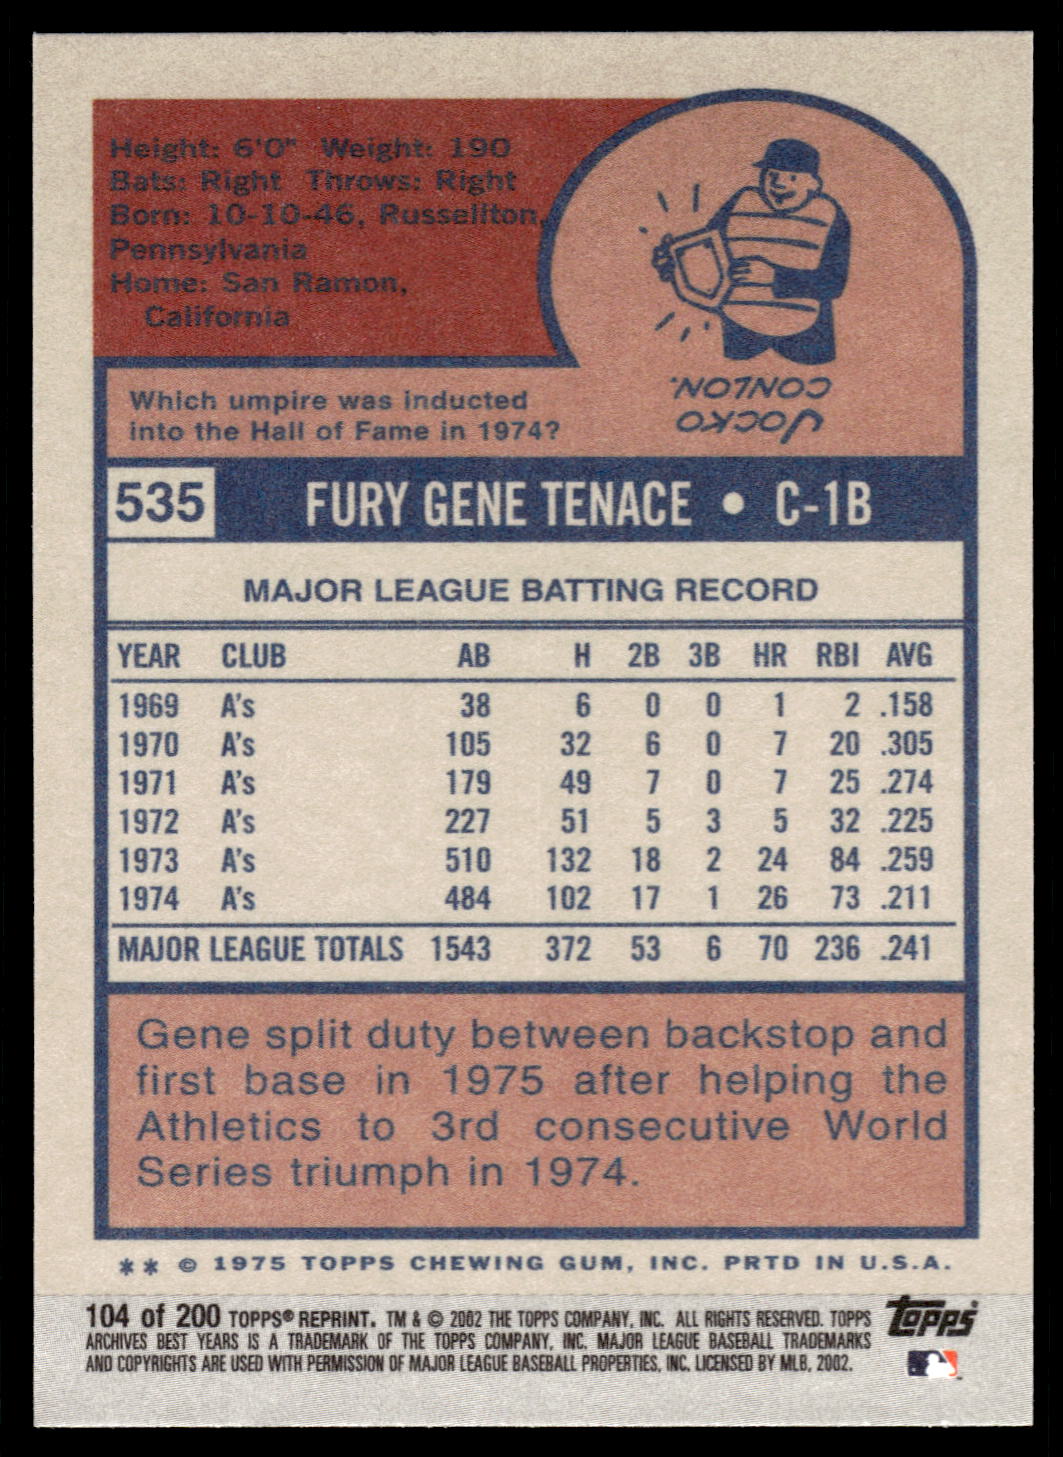 Height: 6'0" Weight: 190
Bats: Right Throws: Right
Born: 10-10-46, Russellton,
Pennsylvania
Home: San Ramon,
California
Which umpire was inducted
into the Hall of Fame in 1974?
JOCKO
CONLON.
535 FURY GENE TENACE • C-1B
MAJOR LEAGUE BATTING RECORD
YEAR CLUB AB H 2B 3B HR RBI AVG
1969 A's 38 6 0 0 1 2 .158
1970 A's 105 32 6 0 7 20 .305
1971 A's 179 49 7 0 7 25 .274
1972 A's 227 51 5 3 5 32 .225
1973 A's 510 132 18 2 24 84 .259
1974 A's 484 102 17 1 26 73 .211
MAJOR LEAGUE TOTALS 1543 372 53 6 70 236 .241
Gene split duty between backstop and
first base in 1975 after helping the
Athletics to 3rd consecutive World
Series triumph in 1974.
** © 1975 TOPPS CHEWING GUM, INC. PRTD IN U.S.A.
104 of 200 TOPPS® REPRINT. TM & © 2002 THE TOPPS COMPANY, INC. ALL RIGHTS RESERVED. TOPPS
ARCHIVES BEST YEARS IS A TRADEMARK OF THE TOPPS COMPANY, INC. MAJOR LEAGUE BASEBALL TRADEMARKS
AND COPYRIGHTS ARE USED WITH PERMISSION OF MAJOR LEAGUE BASEBALL PROPERTIES, INC. LICENSED BY MLB, 2002.
topps